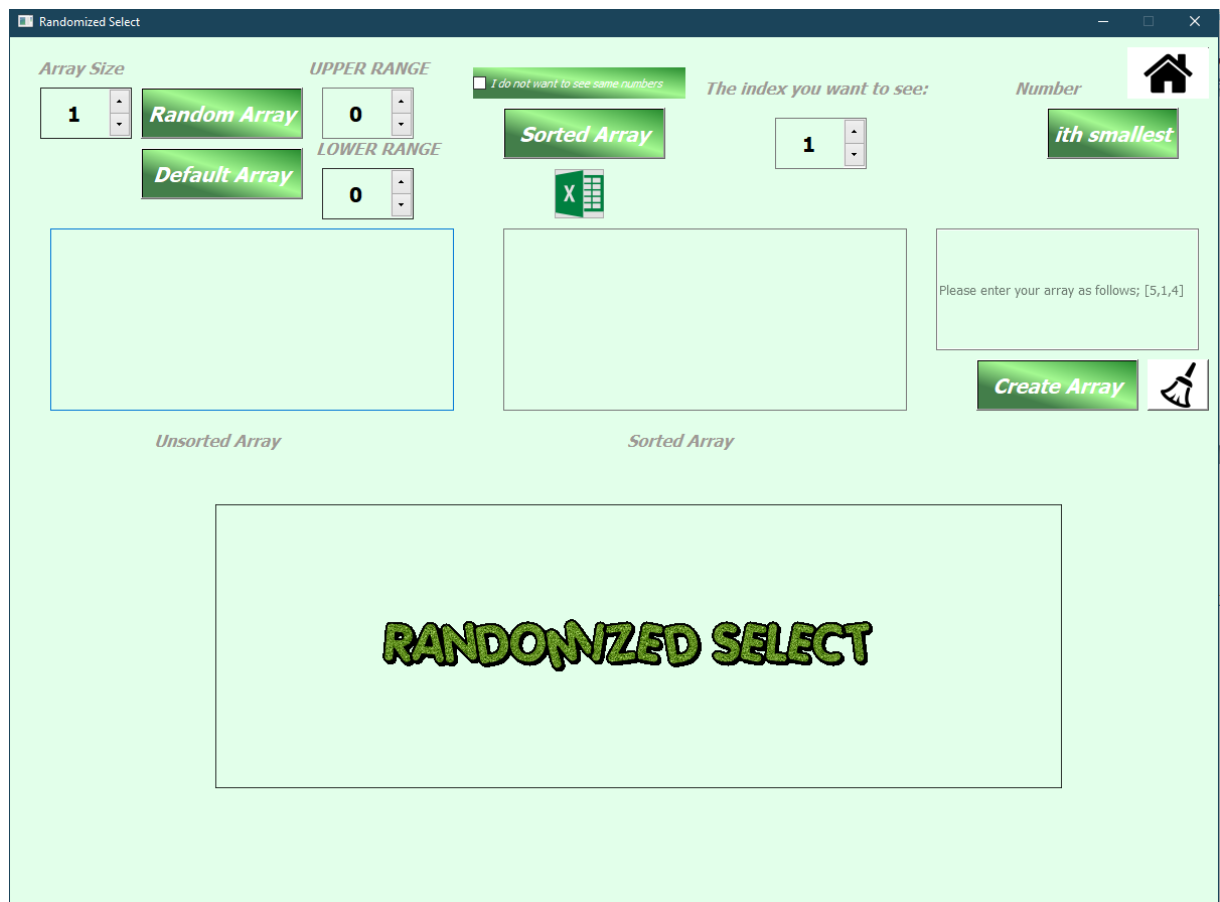 Randomized Select
Array Size
UPPER RANGE
I do not want to see same numbers
The index you want to see:
Number
1
Random Array
0
Sorted Array
1
ith smallest
LOWER RANGE
Default Array
0
X
Please enter your array as follows; [5,1,4]
Create Array
Unsorted Array
Sorted Array
RANDOMIZED SELECT